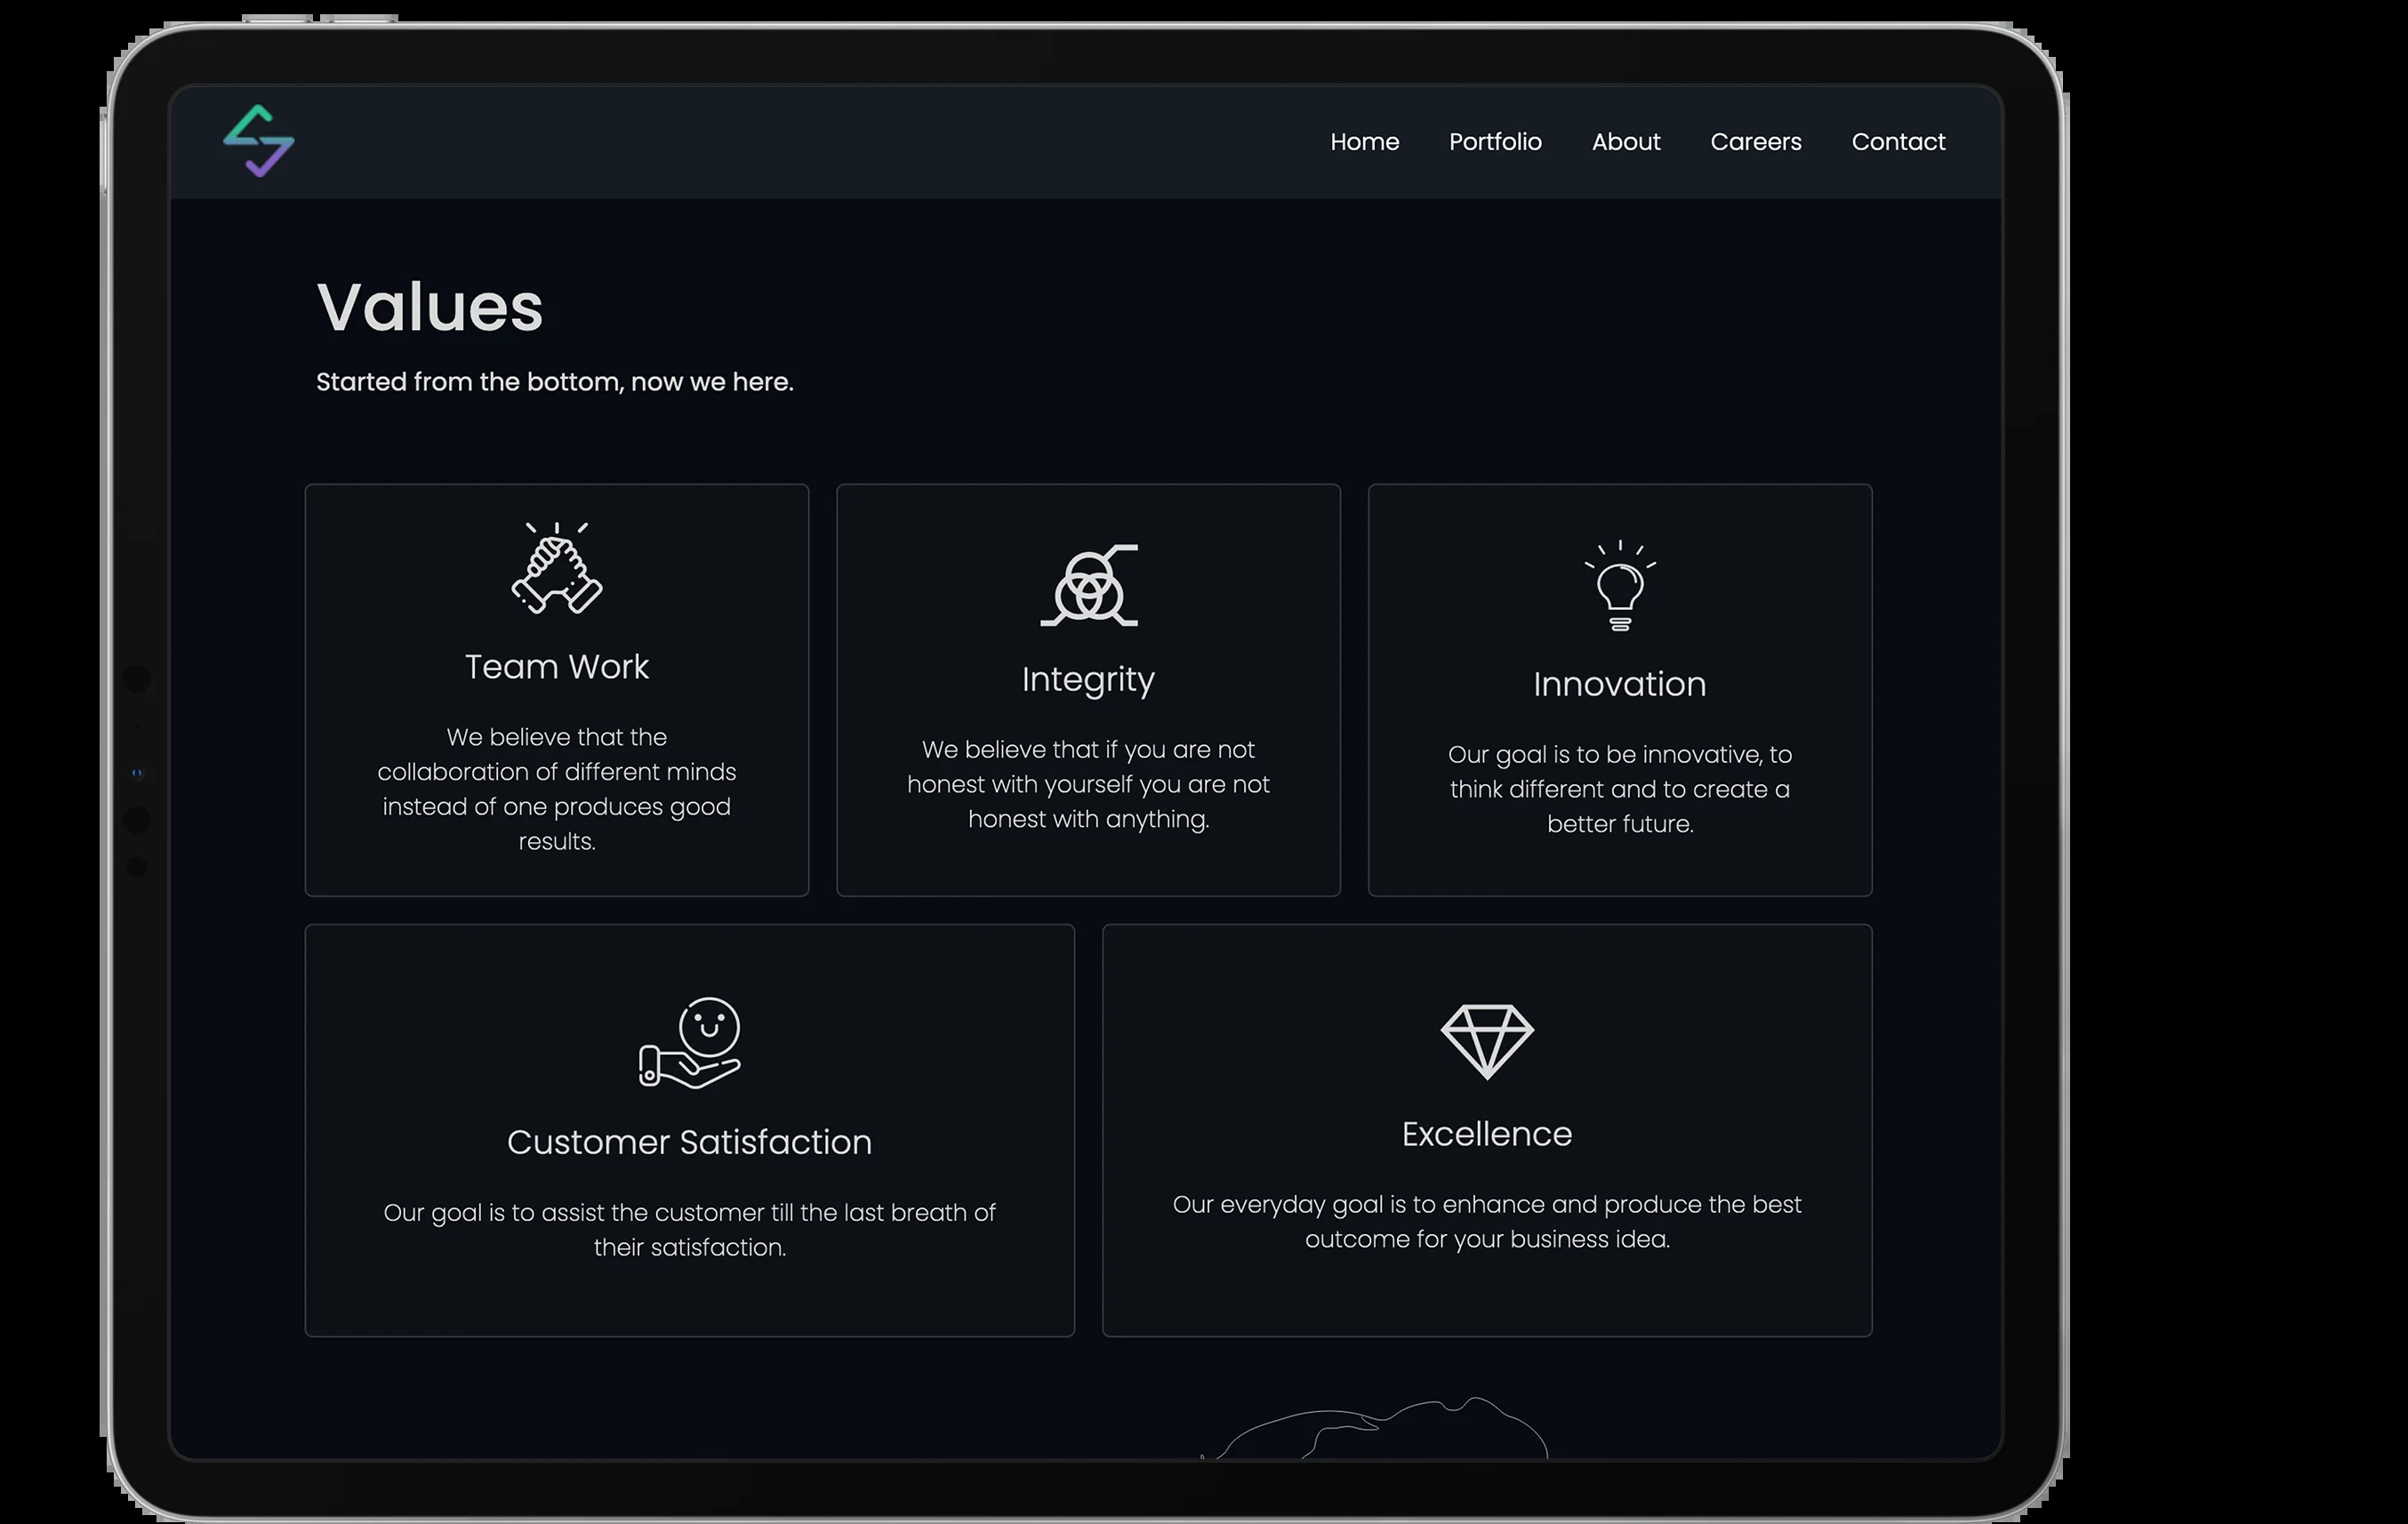 Home Portfolio About Careers Contact
Values
Started from the bottom, now we here.
Team Work
We believe that the
collaboration of different minds
instead of one produces good
results.
Integrity
We believe that if you are not
honest with yourself you are not
honest with anything.
Innovation
Our goal is to be innovative, to
think different and to create a
better future.
Customer Satisfaction
Our goal is to assist the customer till the last breath of
their satisfaction.
Excellence
Our everyday goal is to enhance and produce the best
outcome for your business idea.